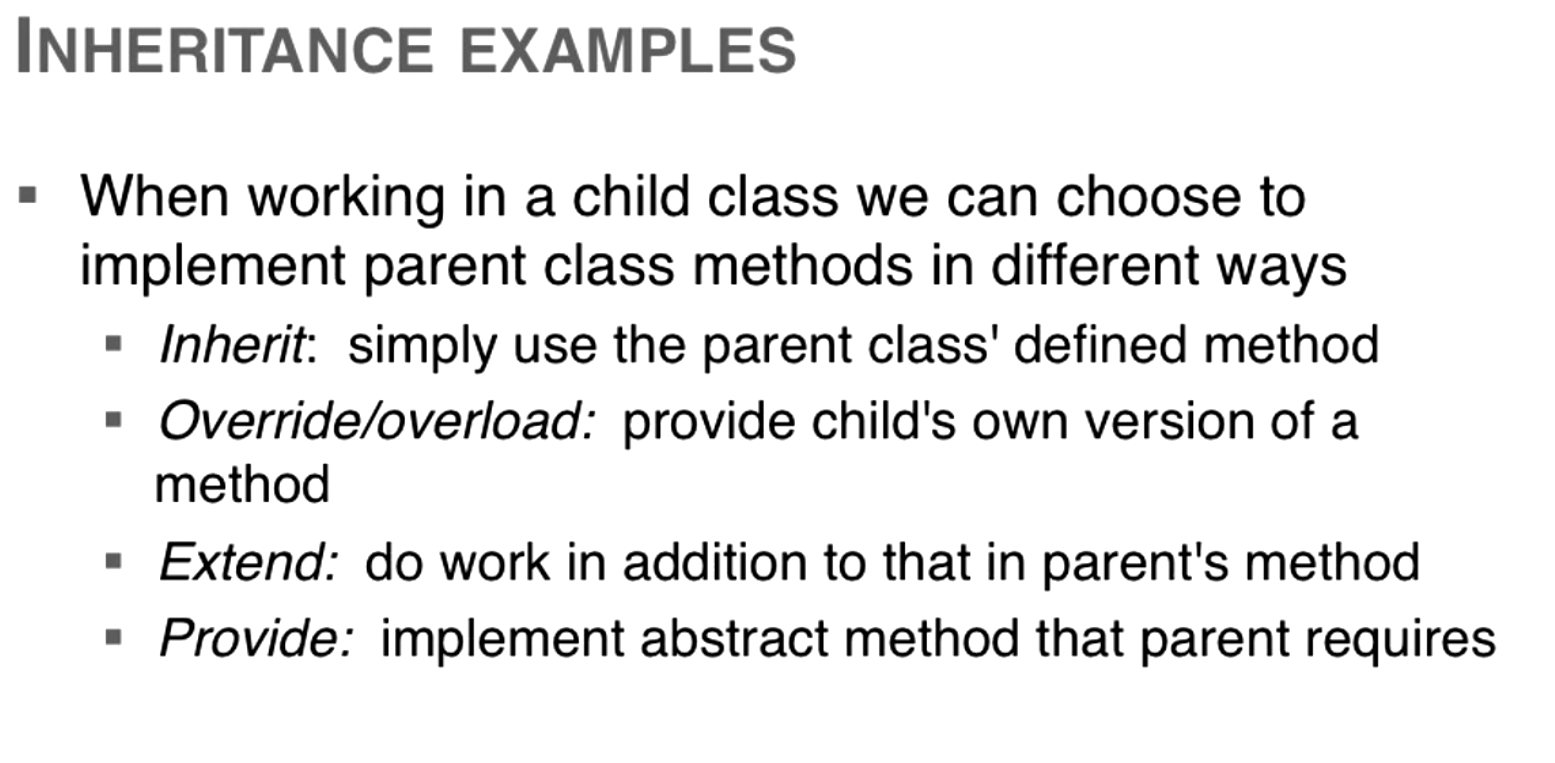 INHERITANCE EXAMPLES
▪ When working in a child class we can choose to
implement parent class methods in different ways
▪ Inherit: simply use the parent class' defined method
▪ Override/overload: provide child's own version of a
method
▪ Extend: do work in addition to that in parent's method
▪ Provide: implement abstract method that parent requires